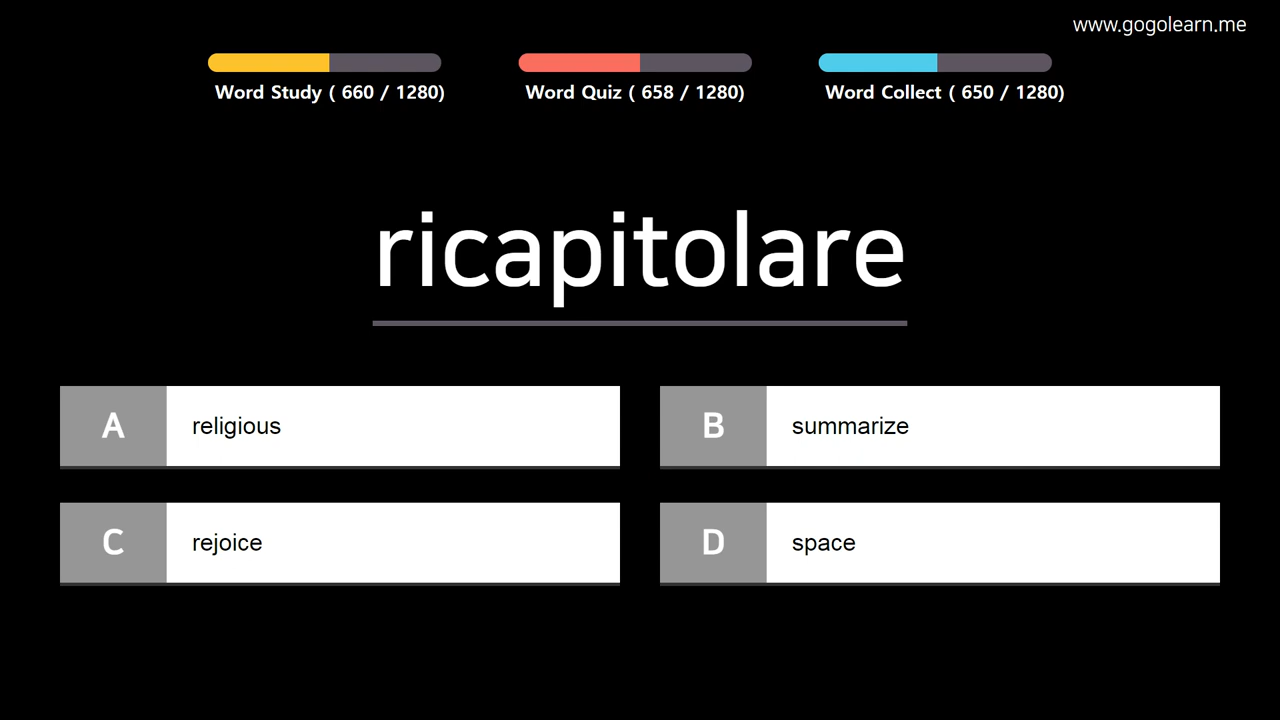 www.gogolearn.me
Word Study ( 660 / 1280)
Word Quiz ( 658 / 1280)
Word Collect ( 650 / 1280)
ricapitolare
A religious
B summarize
C rejoice
D space